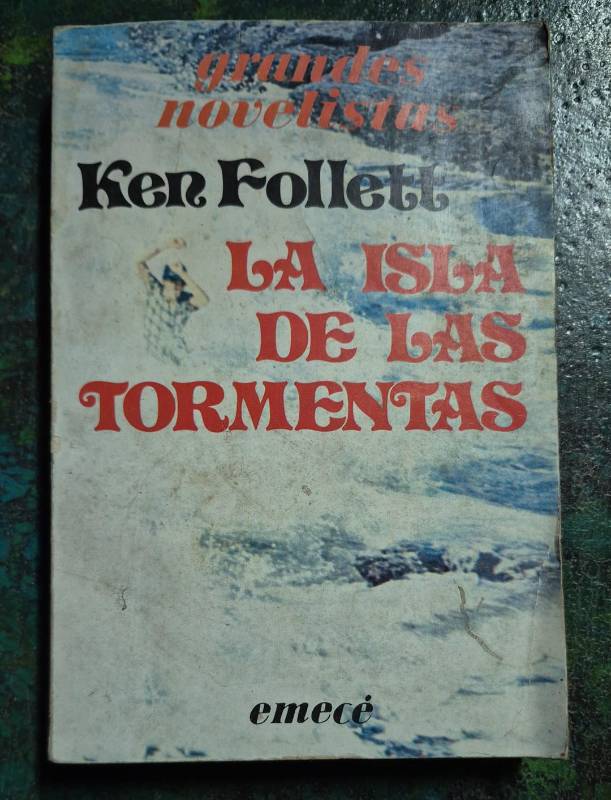 grandes
novelistas
Ken Follett
LA ISLA
DE LAS
TORMENTAS
emecé